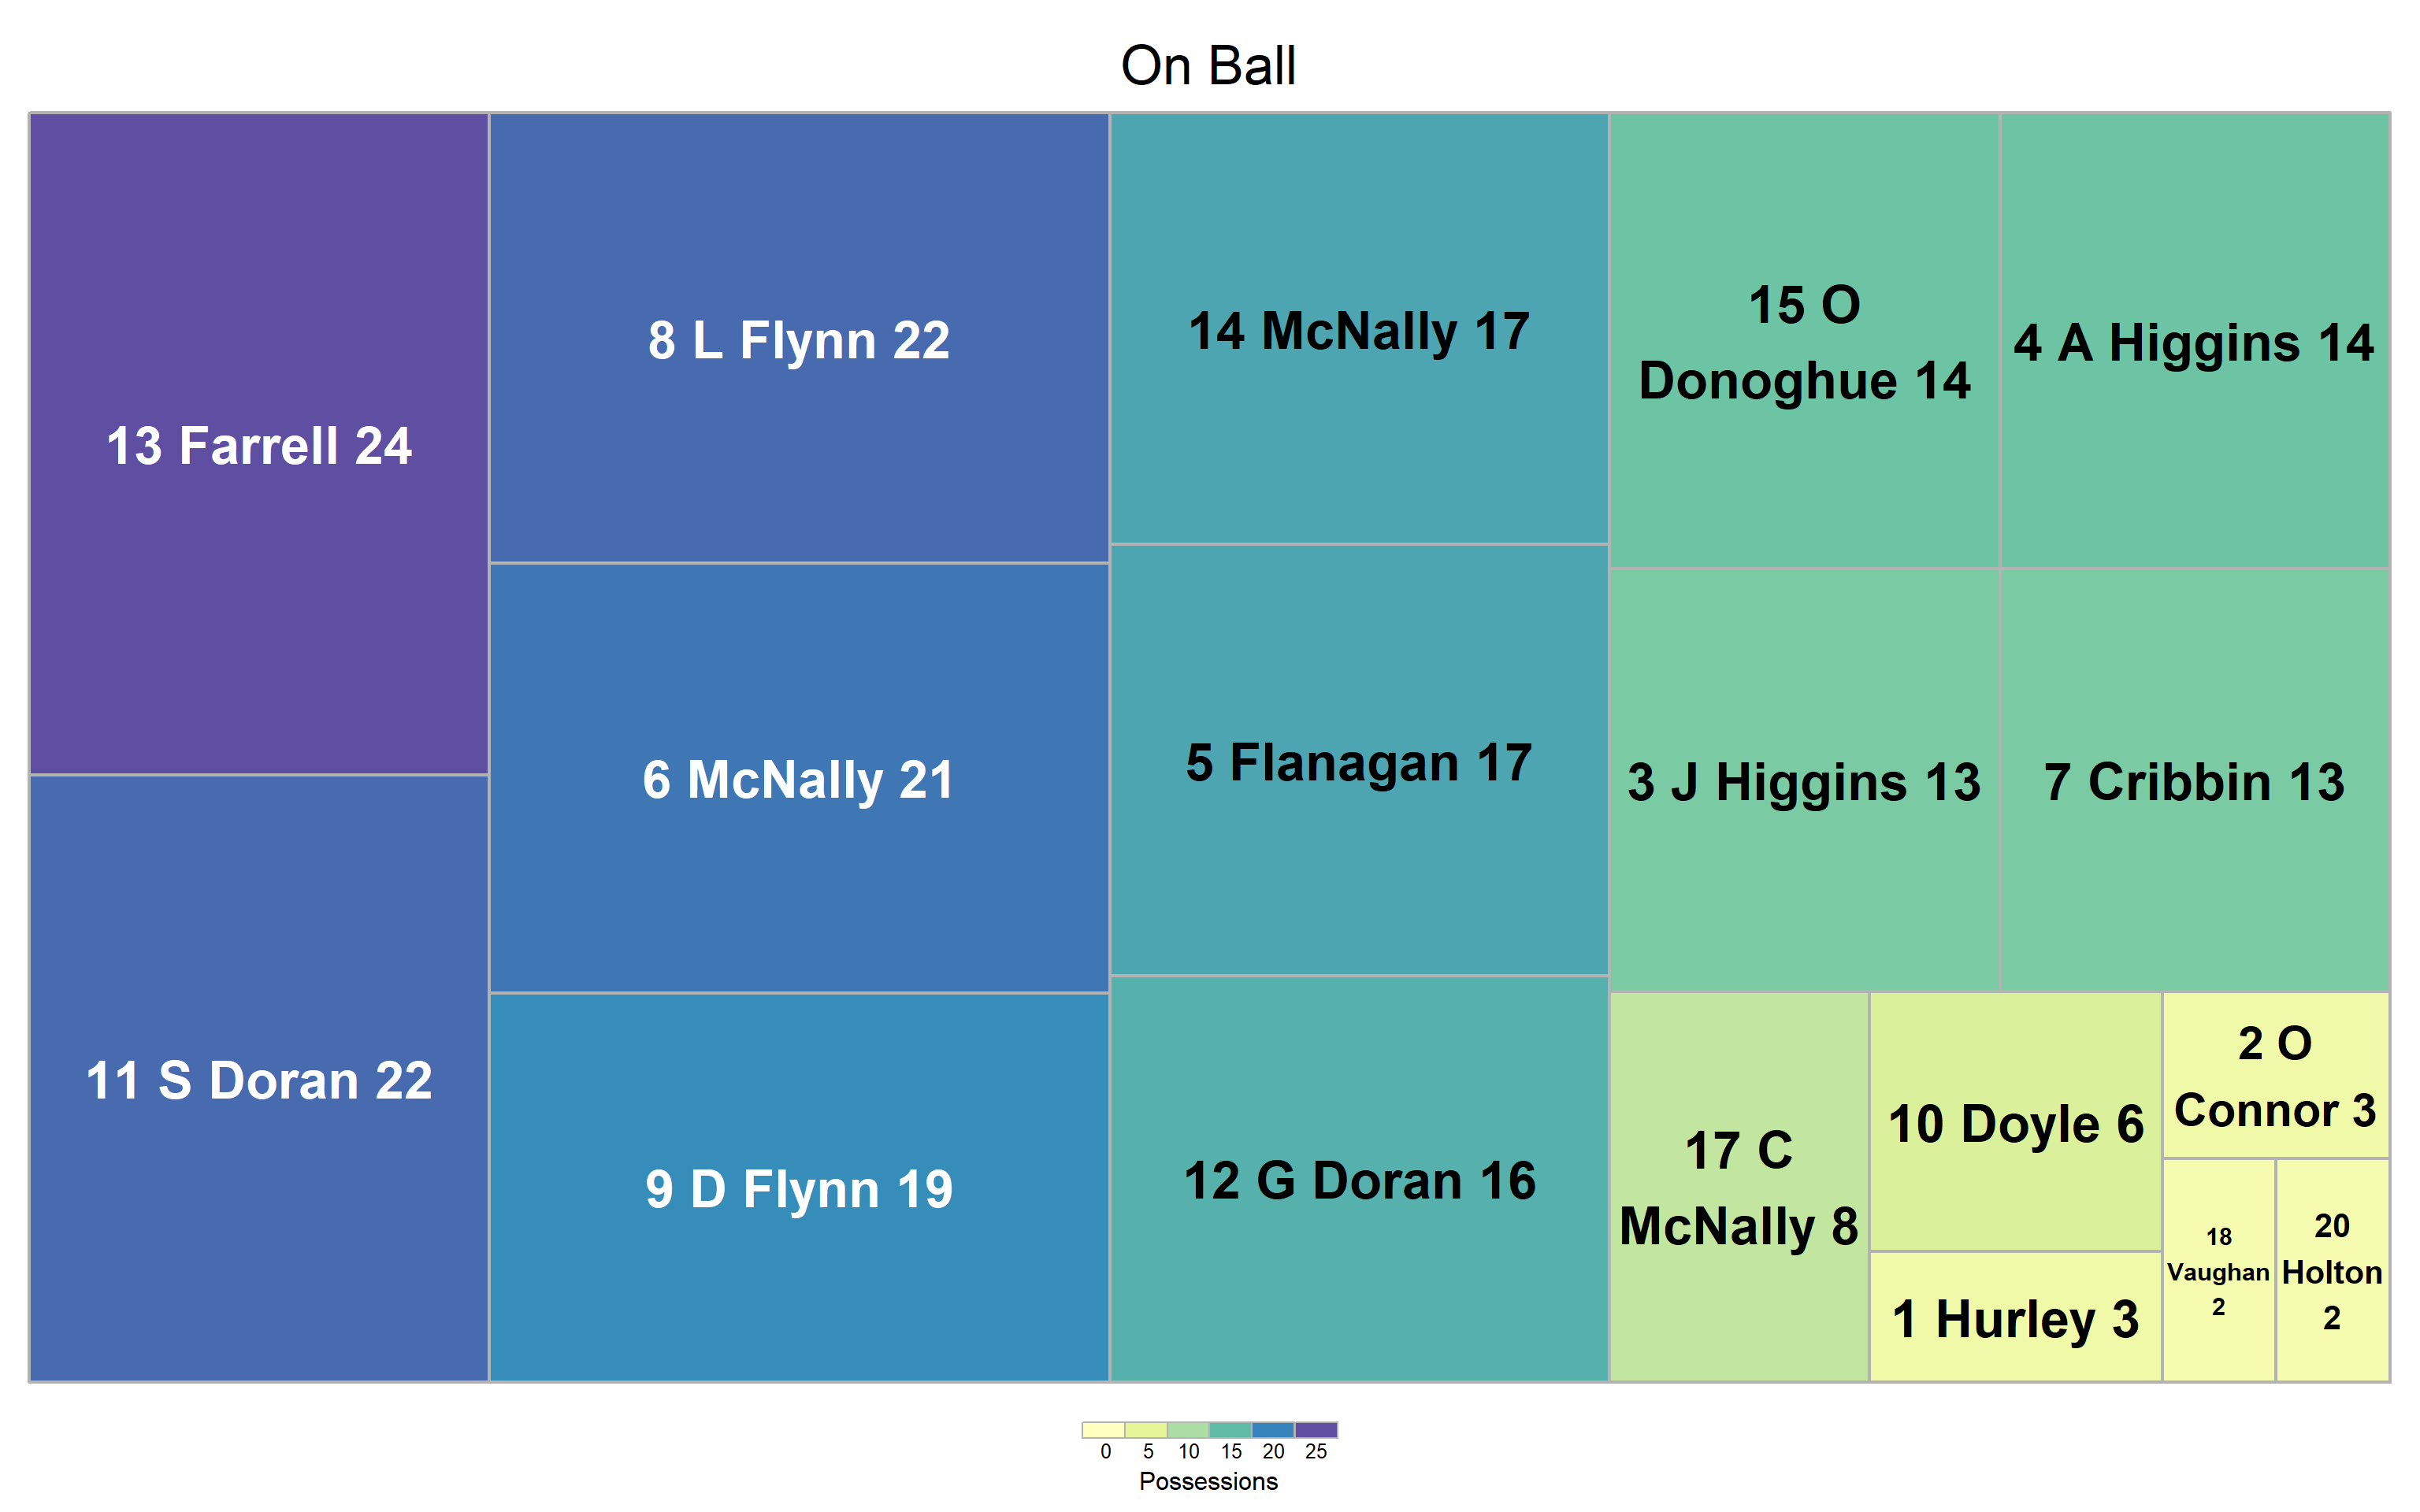 On Ball
13 Farrell 24
8 L Flynn 22
14 McNally 17
15 O
Donoghue 14
4 A Higgins 14
6 McNally 21
5 Flanagan 17
3 J Higgins 13
7 Cribbin 13
11 S Doran 22
9 D Flynn 19
12 G Doran 16
17 C
McNally 8
10 Doyle 6
2 O
Connor 3
1 Hurley 3
18
Vaughan
2
20
Holton
2
0 5 10 15 20 25
Possessions